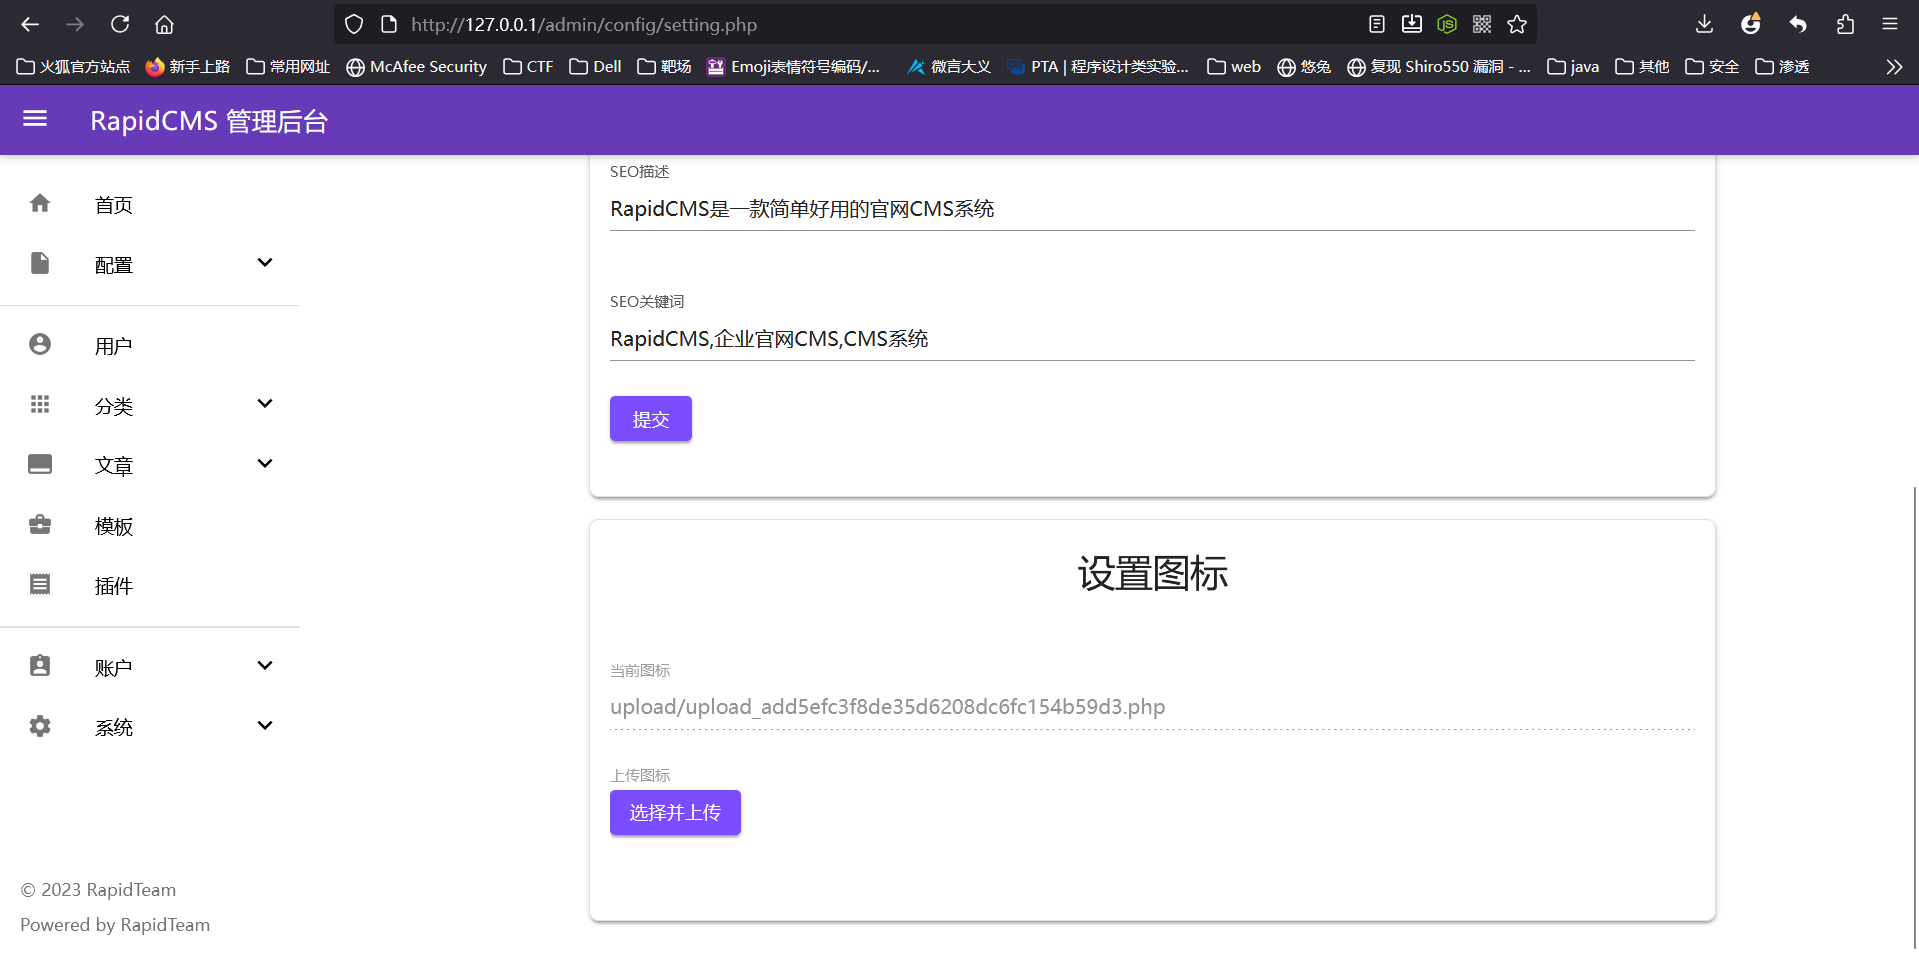 http://127.0.0.1/admin/config/setting.php
火狐官方站点 新手上路 常用网址 McAfee Security CTF Dell 靶场 Emoji表情符号编码/... 微言大义 PTA | 程序设计类实验... web 悠兔 复现 Shiro550 漏洞 - ... java 其他 安全 渗透
RapidCMS 管理后台
首页
配置
用户
分类
文章
模板
插件
账户
系统
© 2023 RapidTeam
Powered by RapidTeam
SEO描述
RapidCMS是一款简单好用的官网CMS系统
SEO关键词
RapidCMS,企业官网CMS,CMS系统
提交
设置图标
当前图标
upload/upload_add5efc3f8de35d6208dc6fc154b59d3.php
上传图标
选择并上传